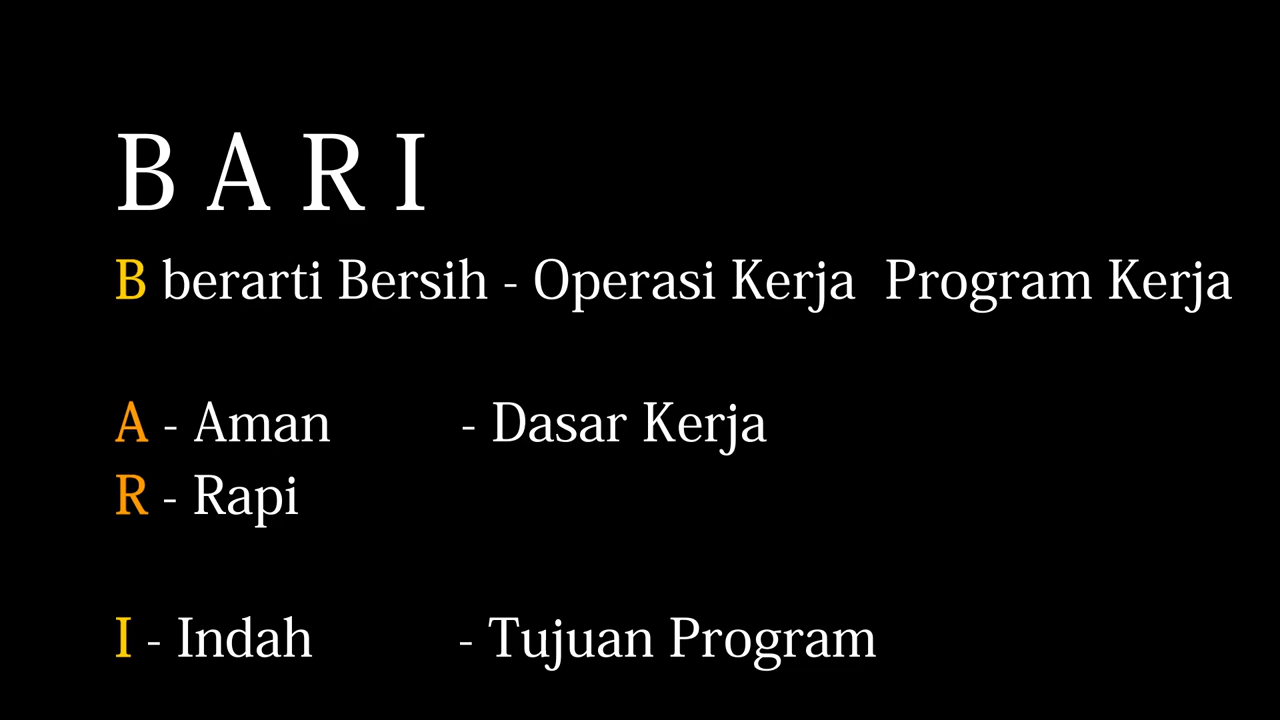 B A R I
B berarti Bersih - Operasi Kerja Program Kerja
A - Aman - Dasar Kerja
R - Rapi
I - Indah - Tujuan Program